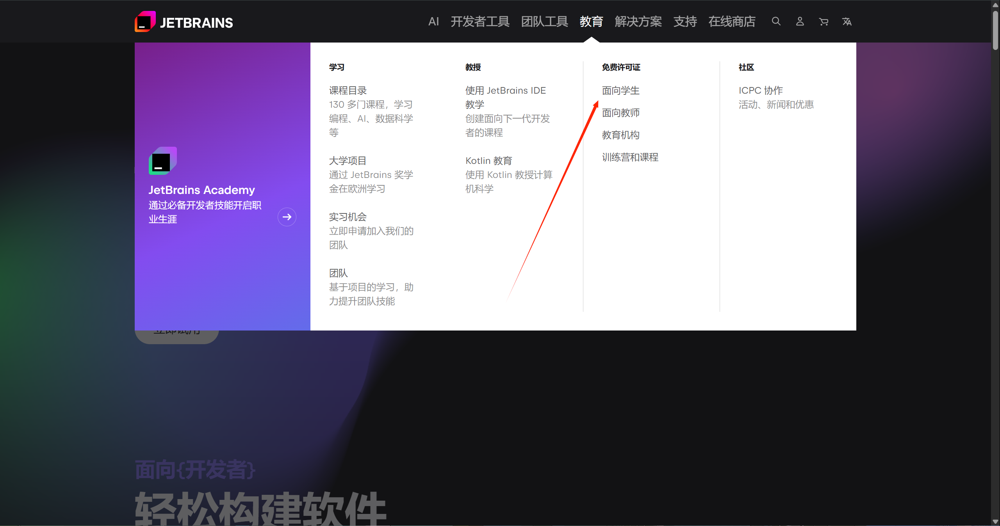 JETBRAINS
AI 开发者工具 团队工具 教育 解决方案 支持 在线商店
JetBrains Academy
通过必备开发者技能开启职
业生涯
学习
课程目录
130 多门课程，学习
编程、AI、数据科学
等
大学项目
通过 JetBrains 奖学
金在欧洲学习
实习机会
立即申请加入我们的
团队
团队
基于项目的学习，助
力提升团队技能
教授
使用 JetBrains IDE
教学
创建面向下一代开发
者的课程
Kotlin 教育
使用 Kotlin 教授计算
机科学
免费许可证
面向学生
面向教师
教育机构
训练营和课程
社区
ICPC 协作
活动、新闻和优惠
立即试用
面向{开发者}
轻松构建软件